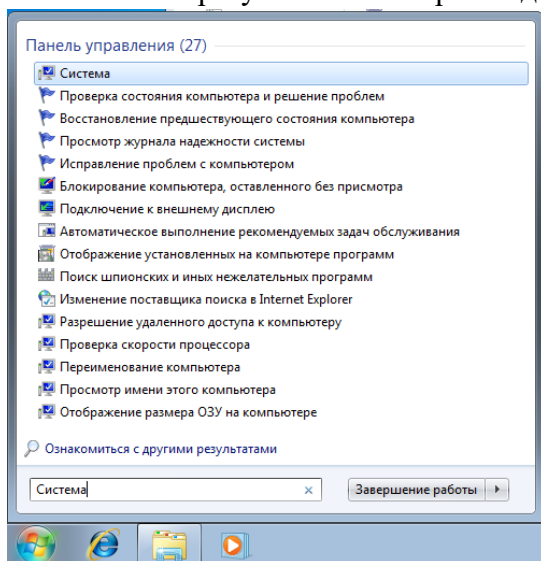 Панель управления (27)
Система
Проверка состояния компьютера и решение проблем
Восстановление предшествующего состояния компьютера
Просмотр журнала надежности системы
Исправление проблем с компьютером
Блокирование компьютера, оставленного без присмотра
Подключение к внешнему дисплею
Автоматическое выполнение рекомендуемых задач обслуживания
Отображение установленных на компьютере программ
Поиск шпионских и иных нежелательных программ
Изменение поставщика поиска в Internet Explorer
Разрешение удаленного доступа к компьютеру
Проверка скорости процессора
Переименование компьютера
Просмотр имени этого компьютера
Отображение размера ОЗУ на компьютере
Ознакомиться с другими результатами
Система Завершение работы